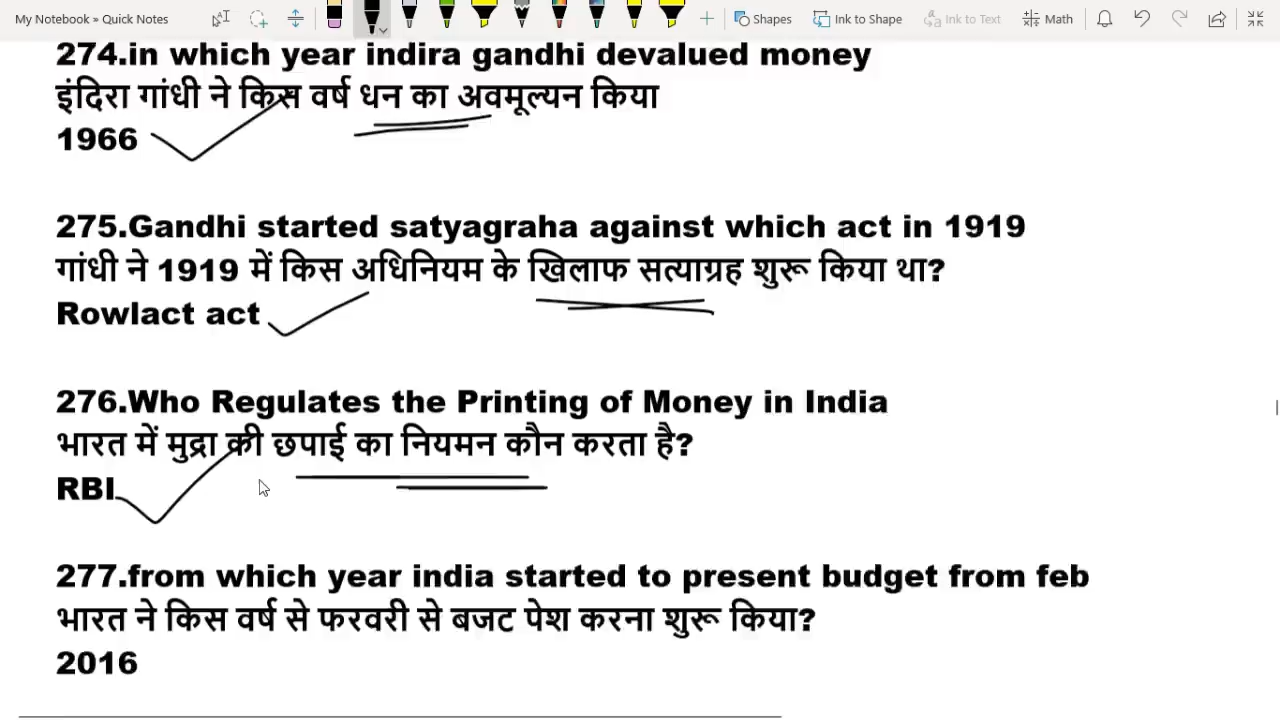 My Notebook » Quick Notes Shapes Ink to Shape Ink to Text Math
274.in which year indira gandhi devalued money
इंदिरा गांधी ने किस वर्ष धन का अवमूल्यन किया
1966
275.Gandhi started satyagraha against which act in 1919
गांधी ने 1919 में किस अधिनियम के खिलाफ सत्याग्रह शुरू किया था?
Rowlact act
276.Who Regulates the Printing of Money in India
भारत में मुद्रा की छपाई का नियमन कौन करता है?
RBI
277.from which year india started to present budget from feb
भारत ने किस वर्ष से फरवरी से बजट पेश करना शुरू किया?
2016